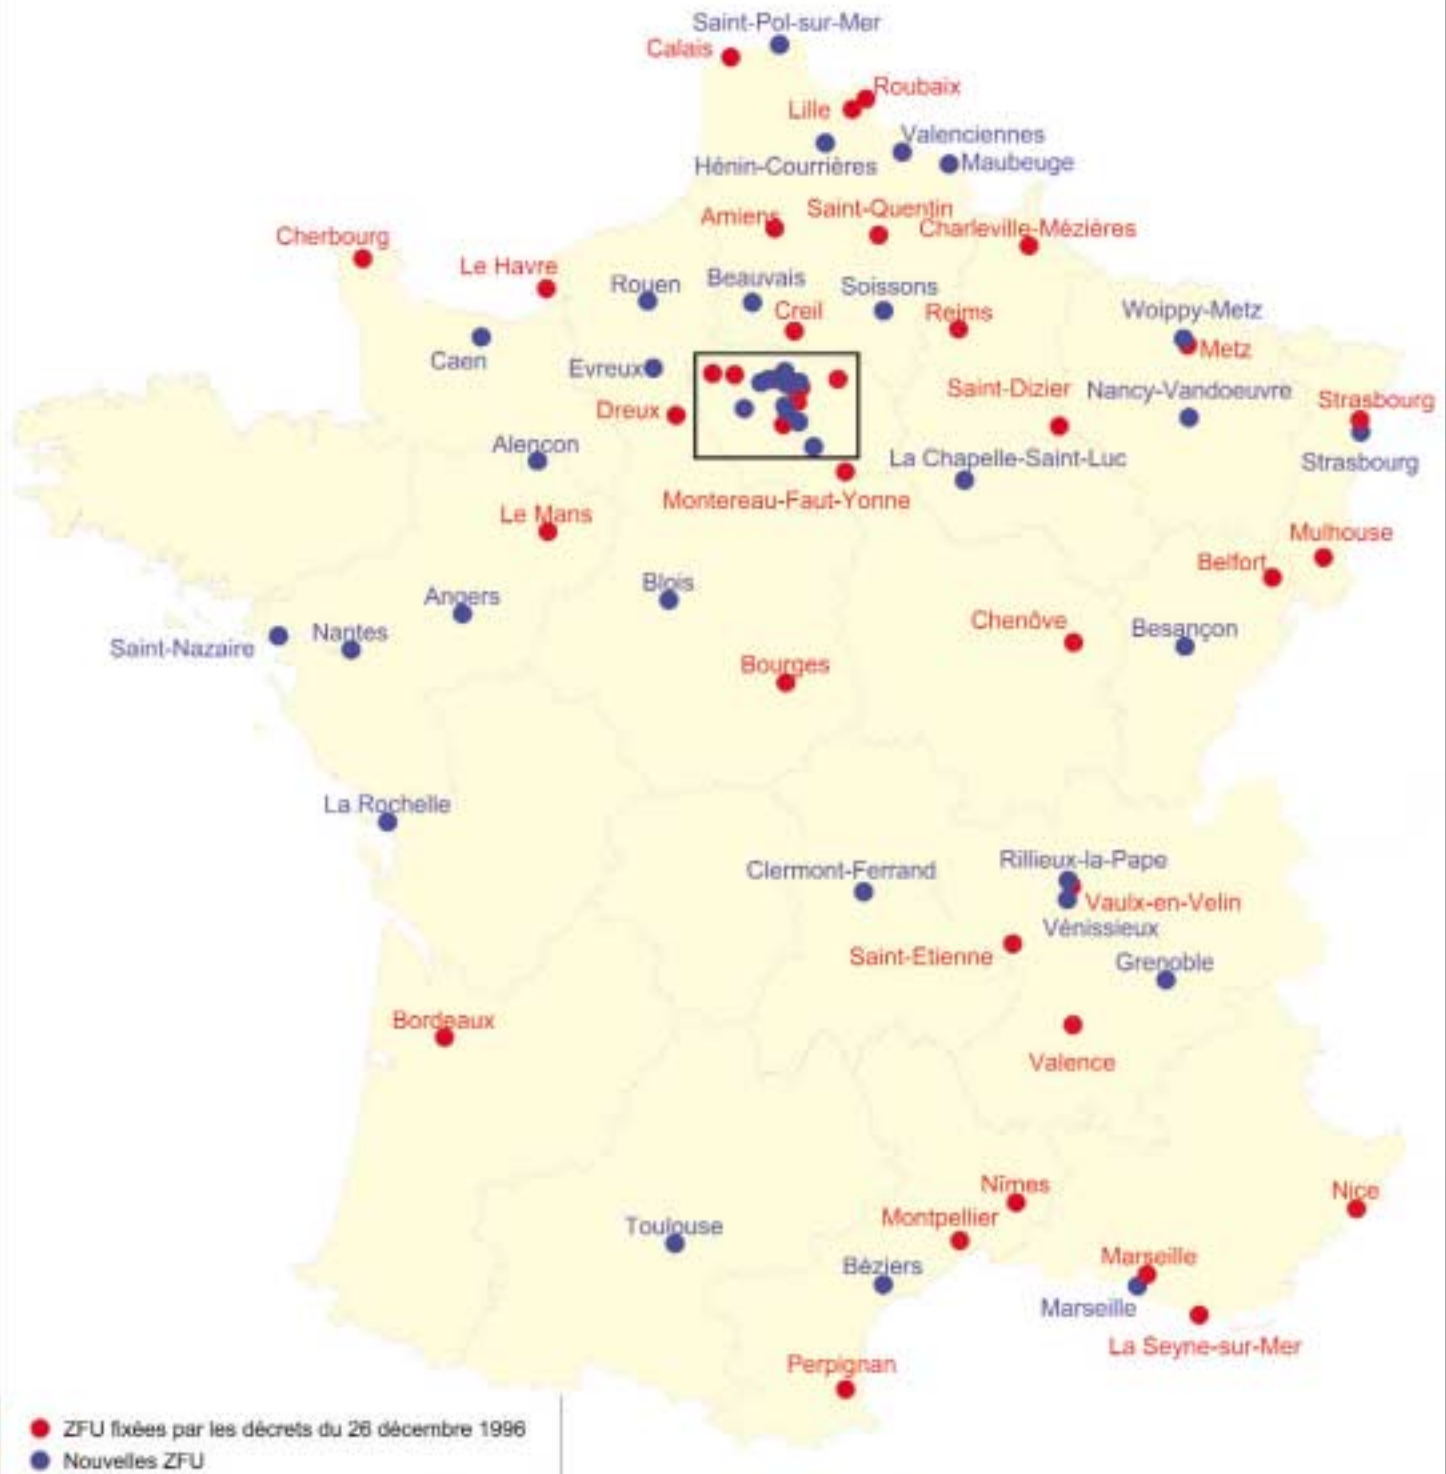 Saint-Pol-sur-Mer
Calais
Roubaix
Lille
Valenciennes
Hénin-Courrières
Maubeuge
Amiens
Saint-Quentin
Charleville-Mézières
Cherbourg
Le Havre
Rouen
Beauvais
Soissons
Creil
Reims
Woippy-Metz
Metz
Caen
Evreux
Saint-Dizier
Nancy-Vandoeuvre
Strasbourg
Dreux
Alençon
La Chapelle-Saint-Luc
Strasbourg
Montereau-Faut-Yonne
Le Mans
Mulhouse
Belfort
Blois
Angers
Chenôve
Besançon
Nantes
Saint-Nazaire
Bourges
La Rochelle
Rillieux-la-Pape
Clermont-Ferrand
Vaulx-en-Velin
Vénissieux
Saint-Etienne
Grenoble
Bordeaux
Valence
Nîmes
Nice
Montpellier
Toulouse
Marseille
Béziers
Marseille
La Seyne-sur-Mer
Perpignan
ZFU fixées par les décrets du 26 décembre 1996
Nouvelles ZFU